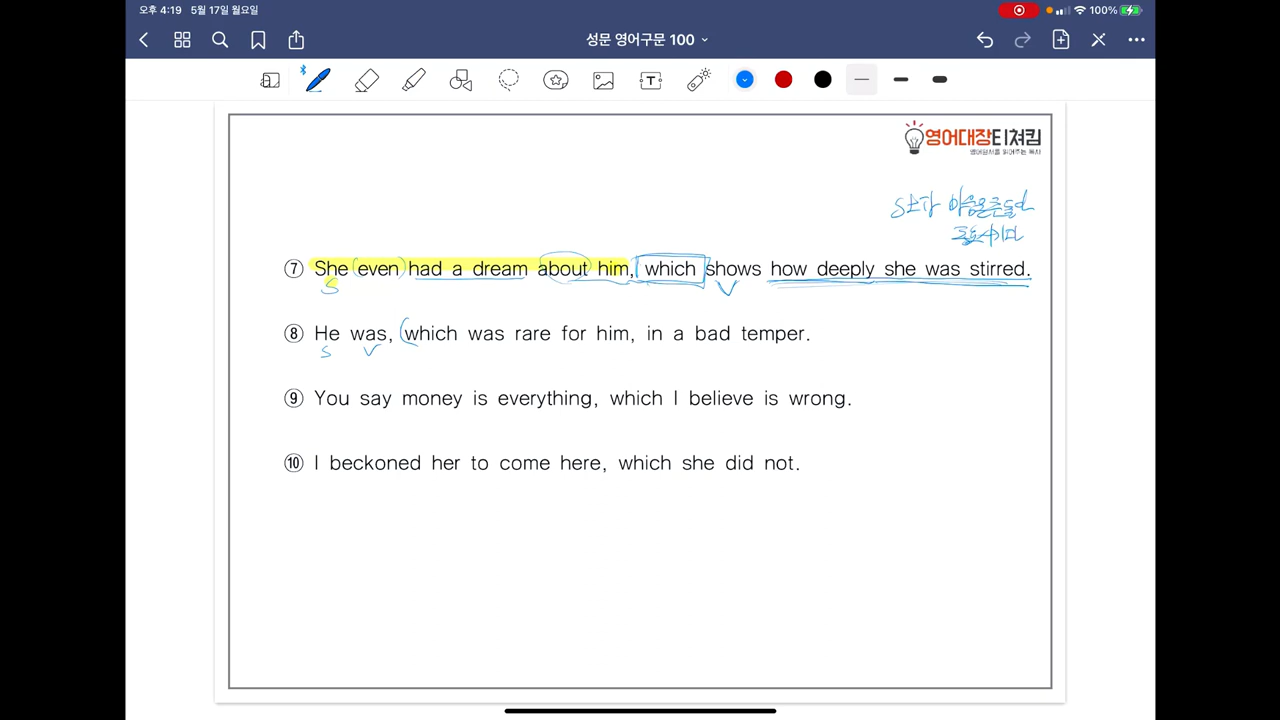 오후 4:19 5월 17일 월요일 100%
성문 영어구문 100
영어대장티쳐킴
⑦ She even had a dream about him, which shows how deeply she was stirred.
S V
⑧ He was, (which was rare for him, in a bad temper.
S V
⑨ You say money is everything, which I believe is wrong.
⑩ I beckoned her to come here, which she did not.